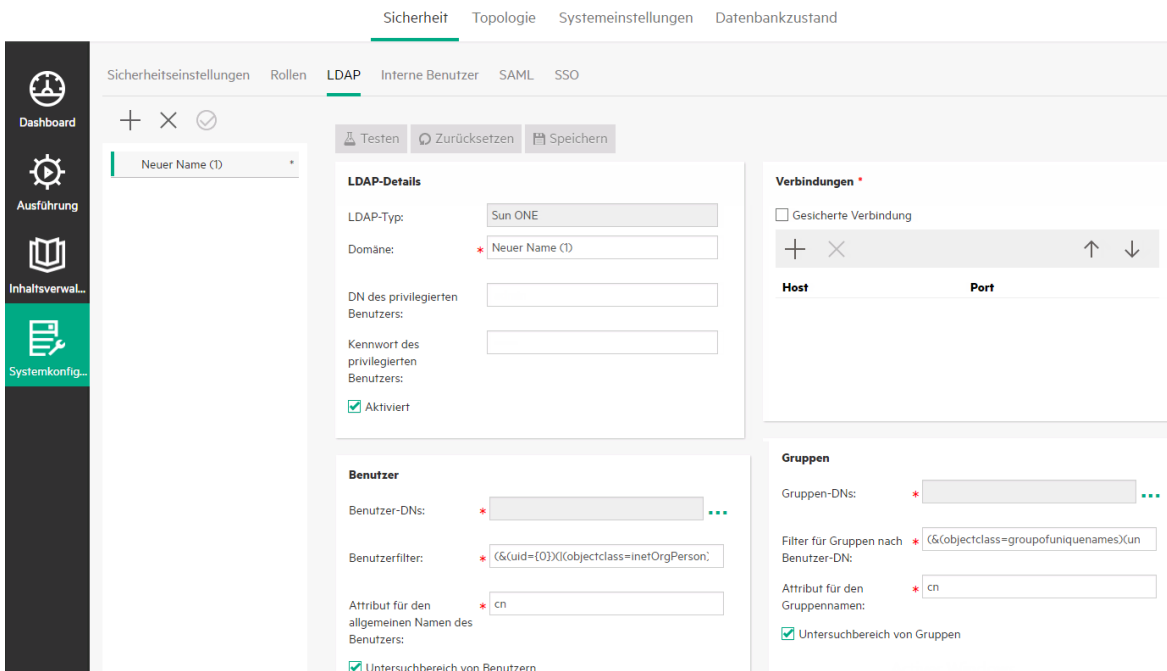 Sicherheit Topologie Systemeinstellungen Datenbankzustand
Sicherheitseinstellungen Rollen LDAP Interne Benutzer SAML SSO
Dashboard
Ausführung
Inhaltsverwal...
Systemkonfig...
Neuer Name (1) *
Testen Zurücksetzen Speichern
LDAP-Details
LDAP-Typ: Sun ONE
Domäne: * Neuer Name (1)
DN des privilegierten
Benutzers:
Kennwort des
privilegierten
Benutzers:
Aktiviert
Verbindungen *
Gesicherte Verbindung
Host Port
Benutzer
Benutzer-DNs: * ...
Benutzerfilter: * (&(uid={0})(|(objectclass=inetOrgPerson)
Attribut für den * cn
allgemeinen Namen des
Benutzers:
Untersuchbereich von Benutzern
Gruppen
Gruppen-DNs: * ...
Filter für Gruppen nach * (&(objectclass=groupofuniquenames)(un
Benutzer-DN:
Attribut für den * cn
Gruppennamen:
Untersuchbereich von Gruppen